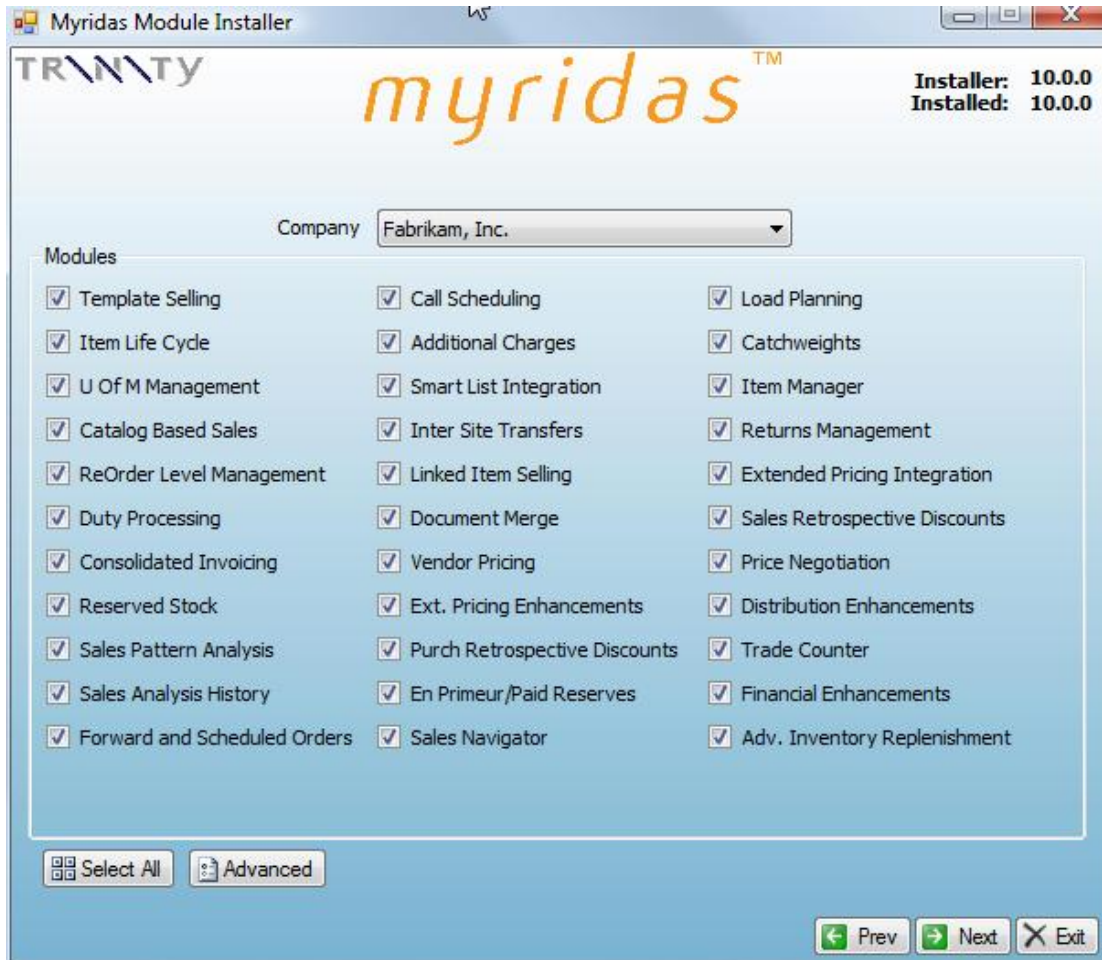 Myridas Module Installer
TRINITY
myridas™
Installer: 10.0.0
Installed: 10.0.0
Company Fabrikam, Inc.
Modules
Template Selling Call Scheduling Load Planning
Item Life Cycle Additional Charges Catchweights
U Of M Management Smart List Integration Item Manager
Catalog Based Sales Inter Site Transfers Returns Management
ReOrder Level Management Linked Item Selling Extended Pricing Integration
Duty Processing Document Merge Sales Retrospective Discounts
Consolidated Invoicing Vendor Pricing Price Negotiation
Reserved Stock Ext. Pricing Enhancements Distribution Enhancements
Sales Pattern Analysis Purch Retrospective Discounts Trade Counter
Sales Analysis History En Primeur/Paid Reserves Financial Enhancements
Forward and Scheduled Orders Sales Navigator Adv. Inventory Replenishment
Select All Advanced
Prev Next Exit